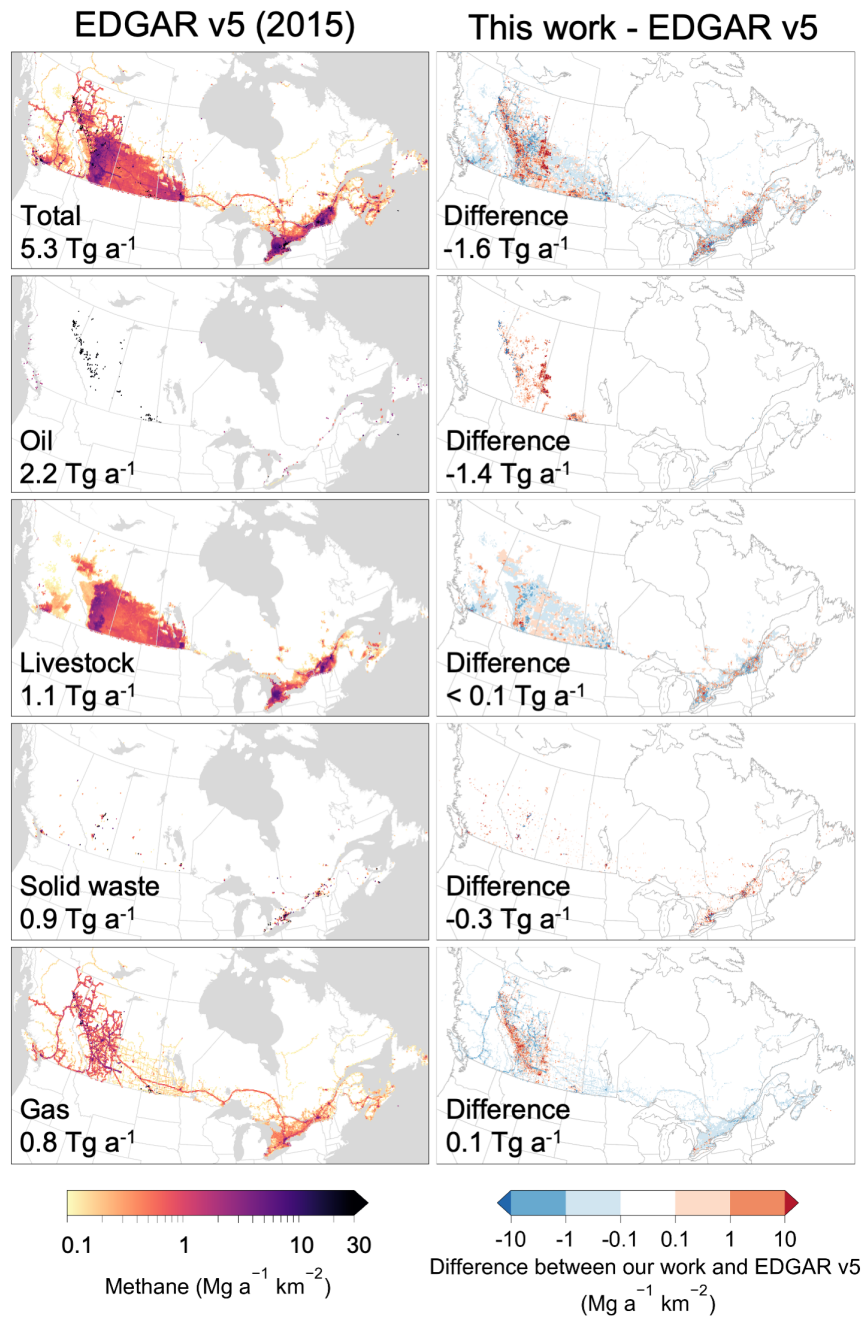 EDGAR v5 (2015)
This work - EDGAR v5
Total
5.3 Tg a⁻¹
Difference
-1.6 Tg a⁻¹
Oil
2.2 Tg a⁻¹
Difference
-1.4 Tg a⁻¹
Livestock
1.1 Tg a⁻¹
Difference
< 0.1 Tg a⁻¹
Solid waste
0.9 Tg a⁻¹
Difference
-0.3 Tg a⁻¹
Gas
0.8 Tg a⁻¹
Difference
0.1 Tg a⁻¹
0.1 1 10 30
Methane (Mg a⁻¹ km⁻²)
-10 -1 -0.1 0.1 1 10
Difference between our work and EDGAR v5
(Mg a⁻¹ km⁻²)